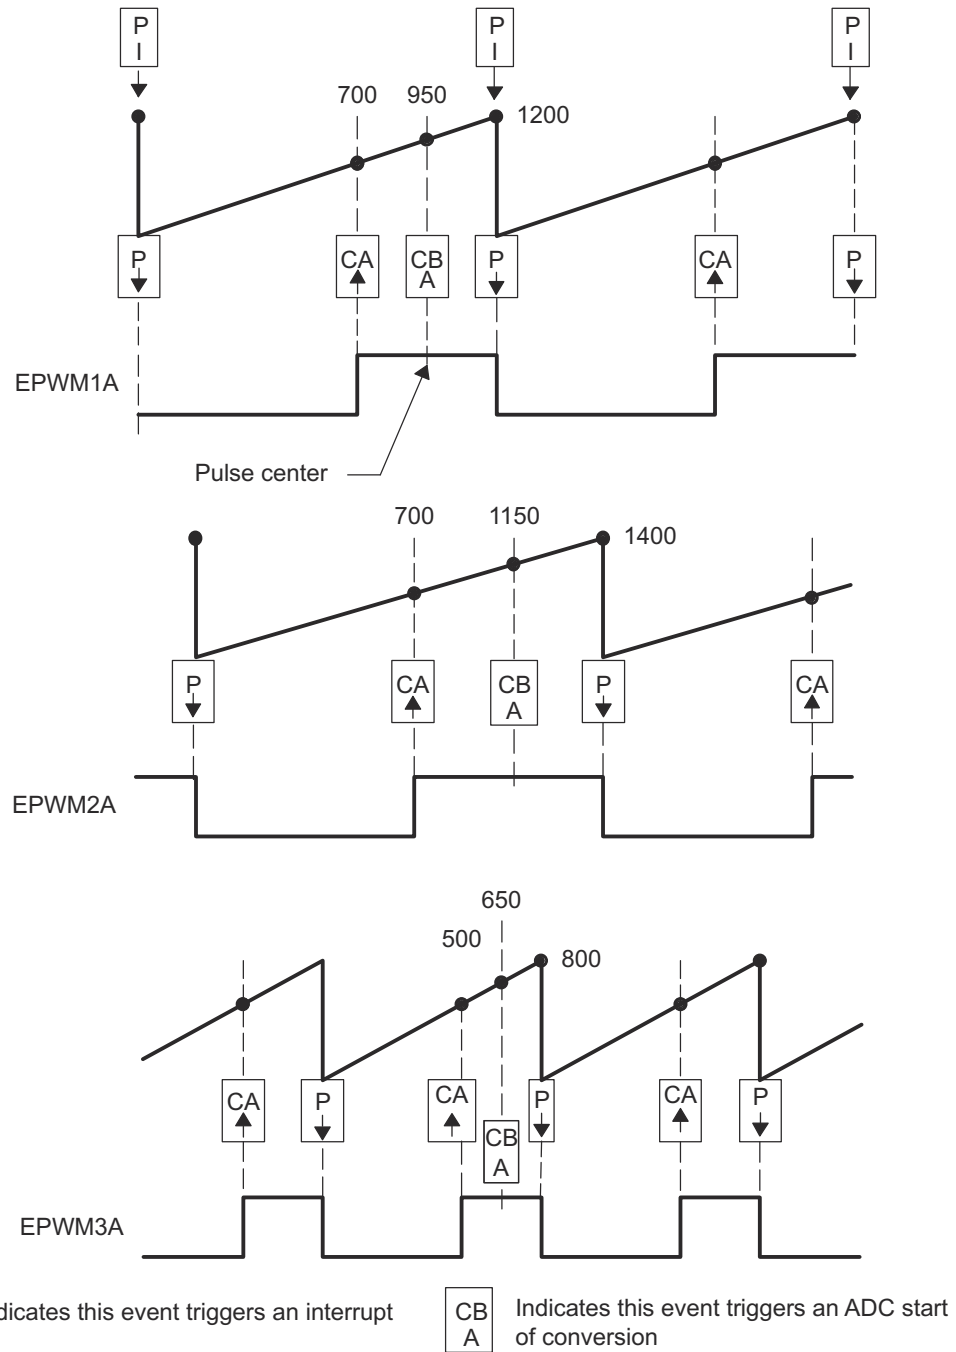 P P P
I I I
700 950
1200
P CA CB P CA P
A
EPWM1A
Pulse center
700 1150
1400
P CA CB P CA
A
EPWM2A
650
500
800
CA P CA P CA P
CB
A
EPWM3A
dicates this event triggers an interrupt
CB
A
Indicates this event triggers an ADC start
of conversion